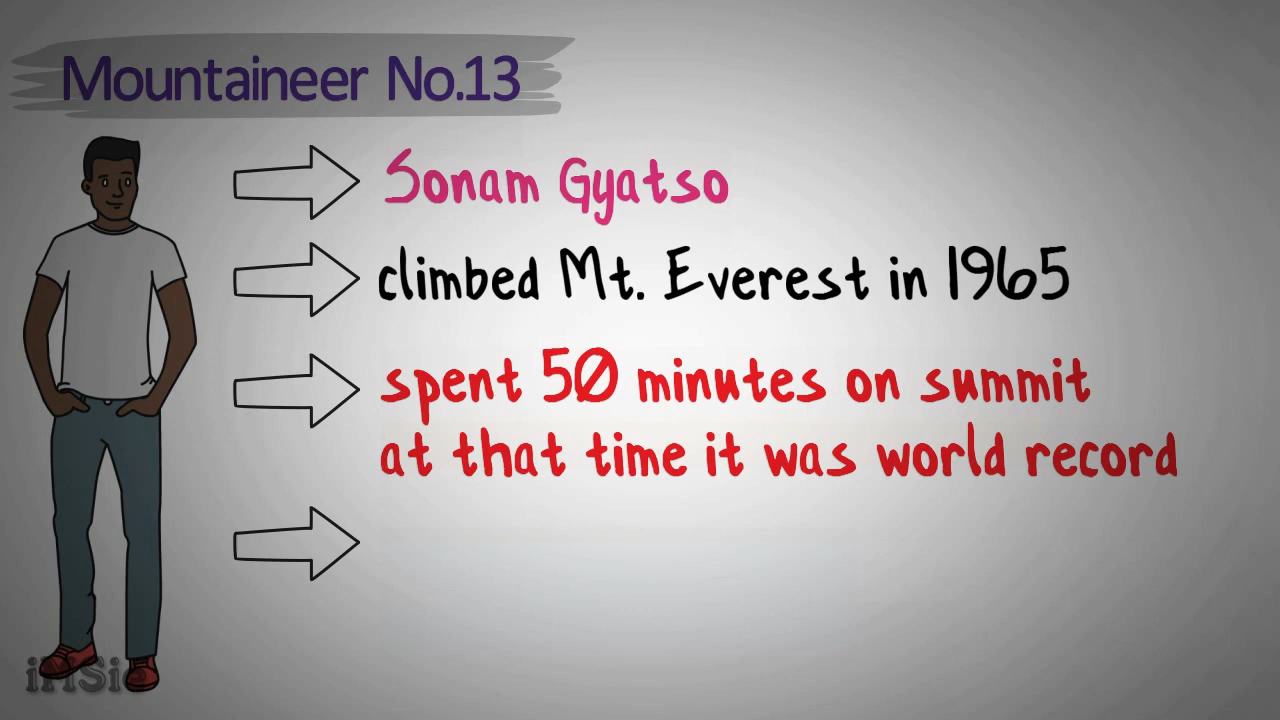 Mountaineer No.13
Sonam Gyatso
climbed Mt. Everest in 1965
spent 50 minutes on summit
at that time it was world record